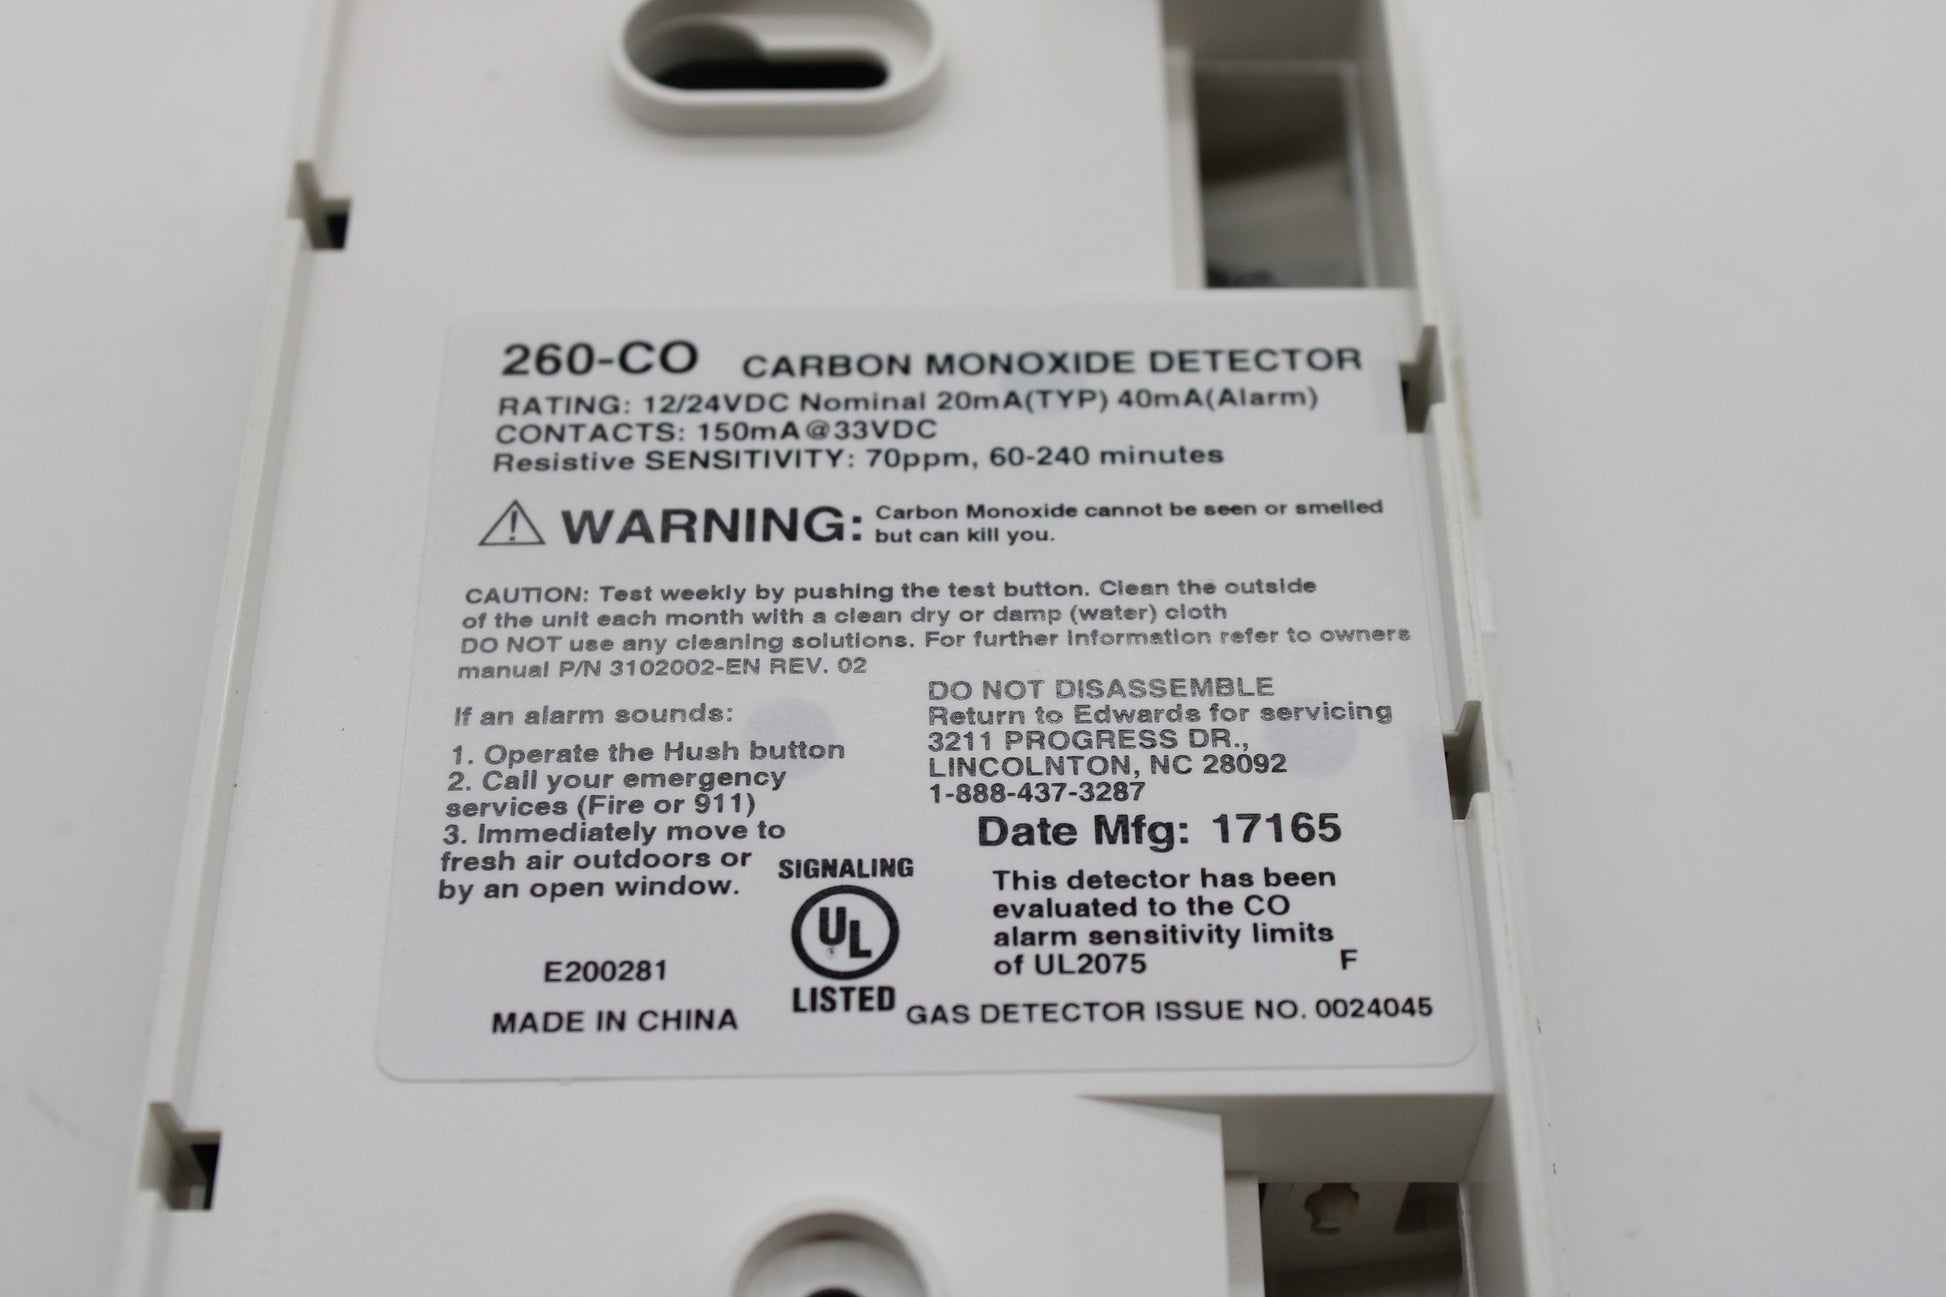 260-CO CARBON MONOXIDE DETECTOR
RATING: 12/24VDC Nominal 20mA(TYP) 40mA(Alarm)
CONTACTS: 150mA@33VDC
Resistive SENSITIVITY: 70ppm, 60-240 minutes
WARNING: Carbon Monoxide cannot be seen or smelled
but can kill you.
CAUTION: Test weekly by pushing the test button. Clean the outside
of the unit each month with a clean dry or damp (water) cloth
DO NOT use any cleaning solutions. For further information refer to owners
manual P/N 3102002-EN REV. 02
If an alarm sounds:
1. Operate the Hush button
2. Call your emergency
services (Fire or 911)
3. Immediately move to
fresh air outdoors or
by an open window.
DO NOT DISASSEMBLE
Return to Edwards for servicing
3211 PROGRESS DR.,
LINCOLNTON, NC 28092
1-888-437-3287
Date Mfg: 17165
This detector has been
evaluated to the CO
alarm sensitivity limits
of UL2075 F
SIGNALING
UL
LISTED
E200281
MADE IN CHINA
GAS DETECTOR ISSUE NO. 0024045